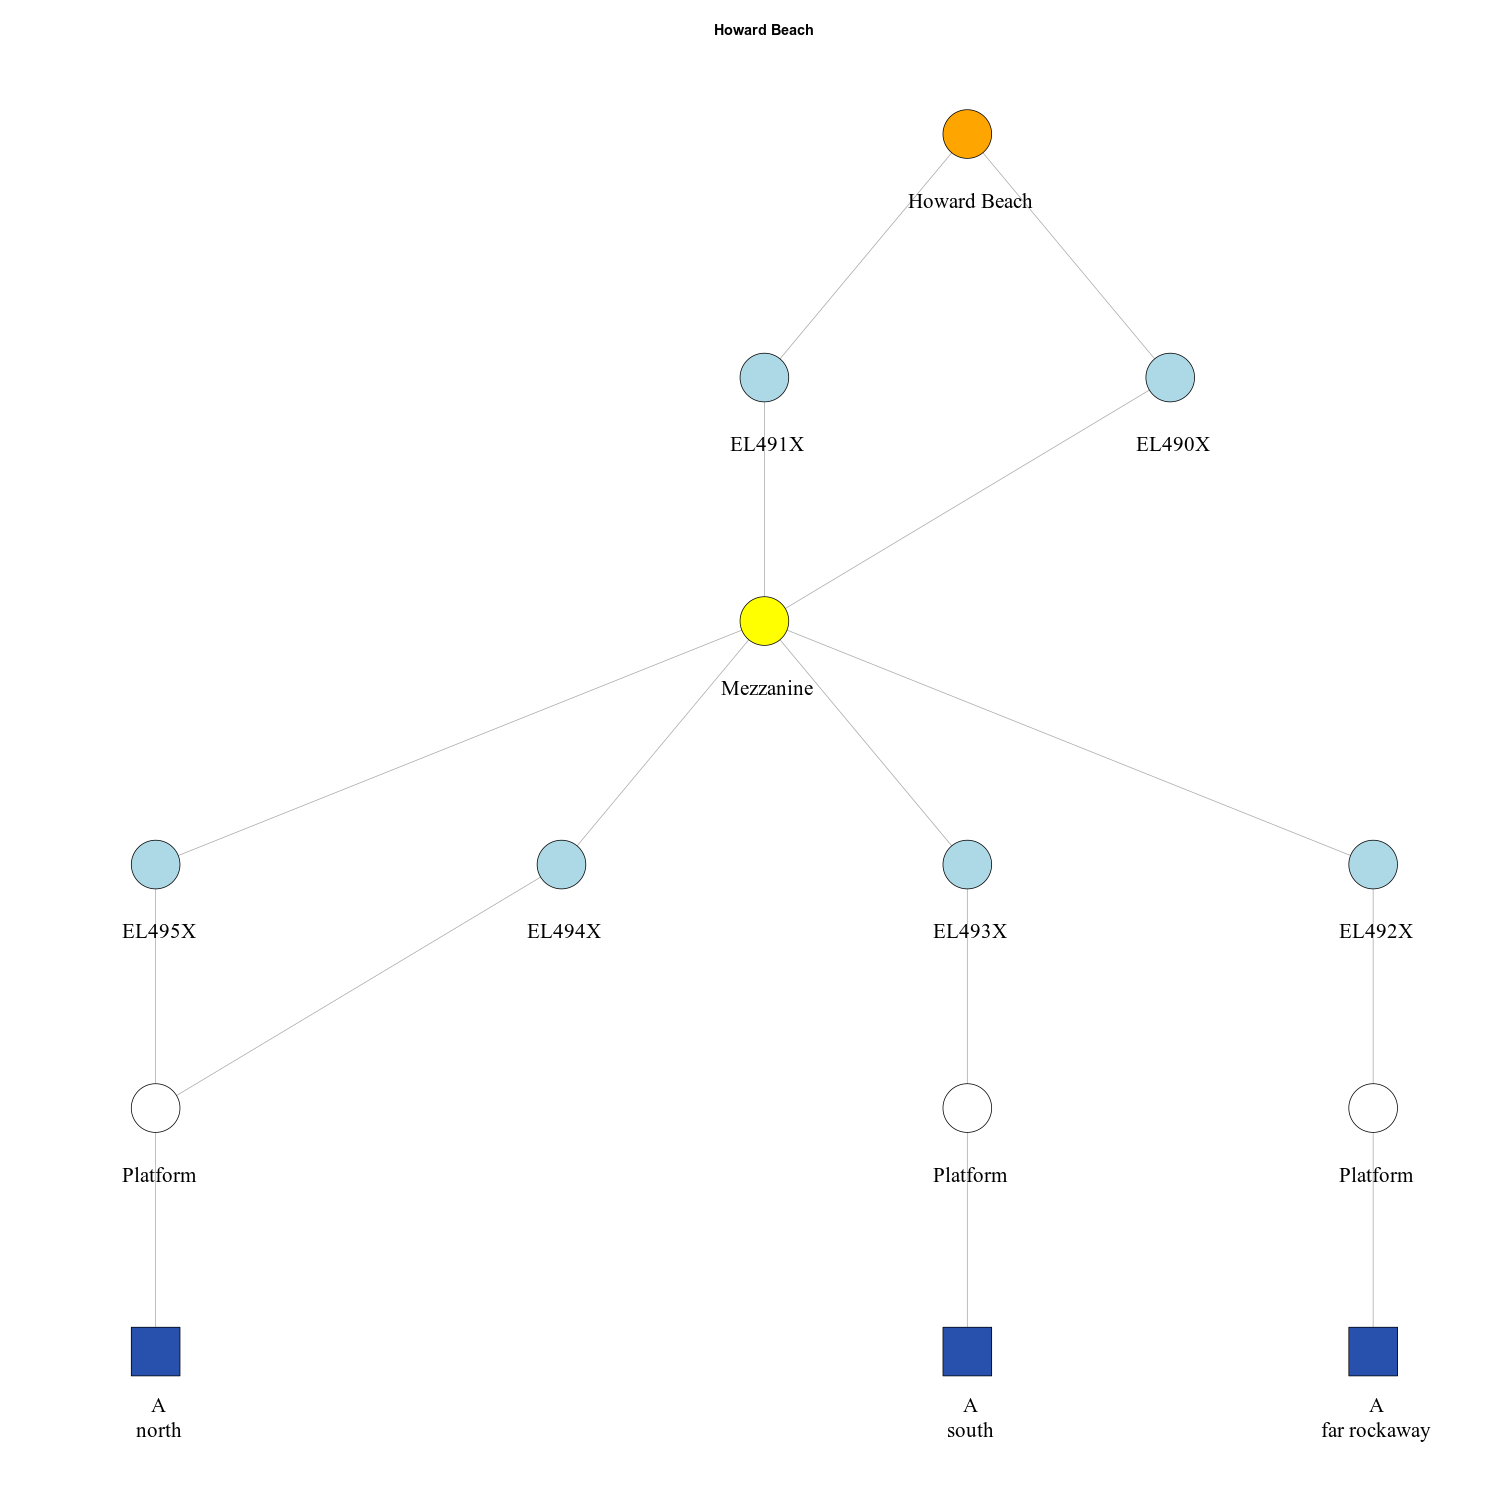 Howard Beach
Howard Beach
EL491X
EL490X
Mezzanine
EL495X
EL494X
EL493X
EL492X
Platform
Platform
Platform
A
north
A
south
A
far rockaway